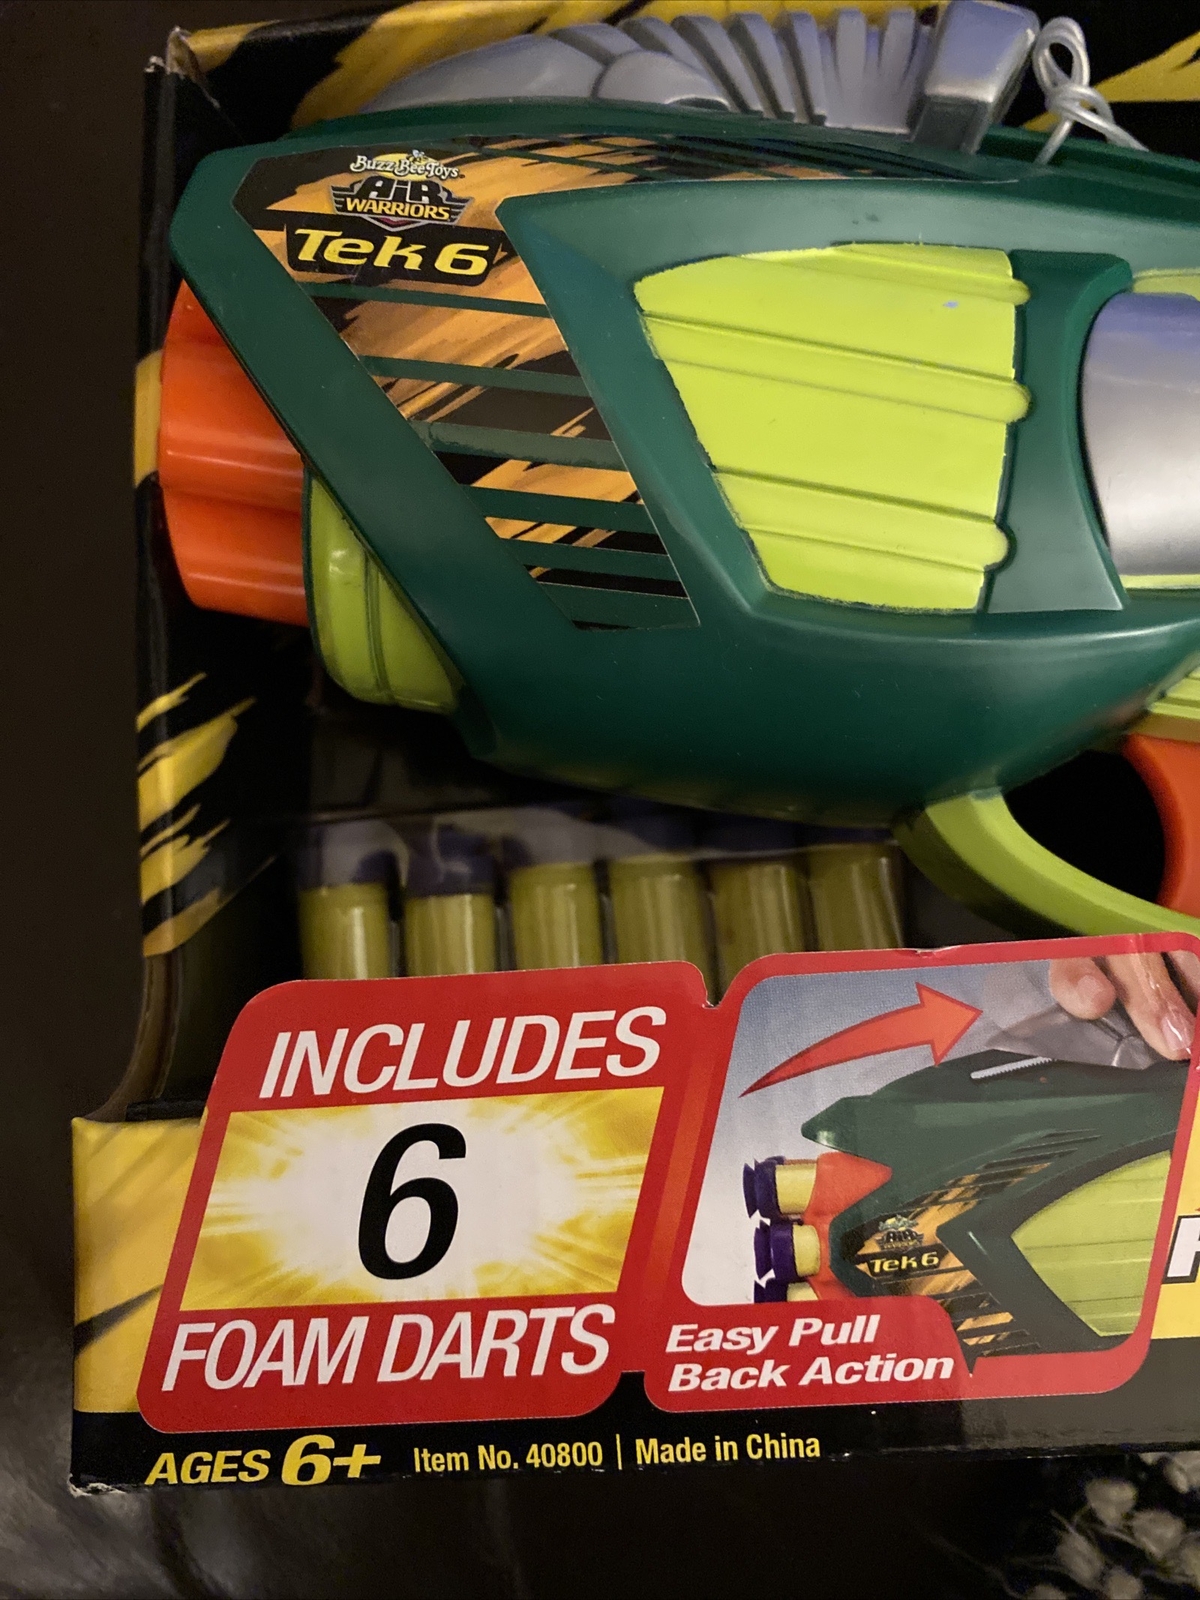 Buzz Bee Toys
AiR
WARRIORS
Tek 6
INCLUDES
6
FOAM DARTS
AiR
Tek 6
Easy Pull
Back Action
AGES 6+ Item No. 40800 | Made in China